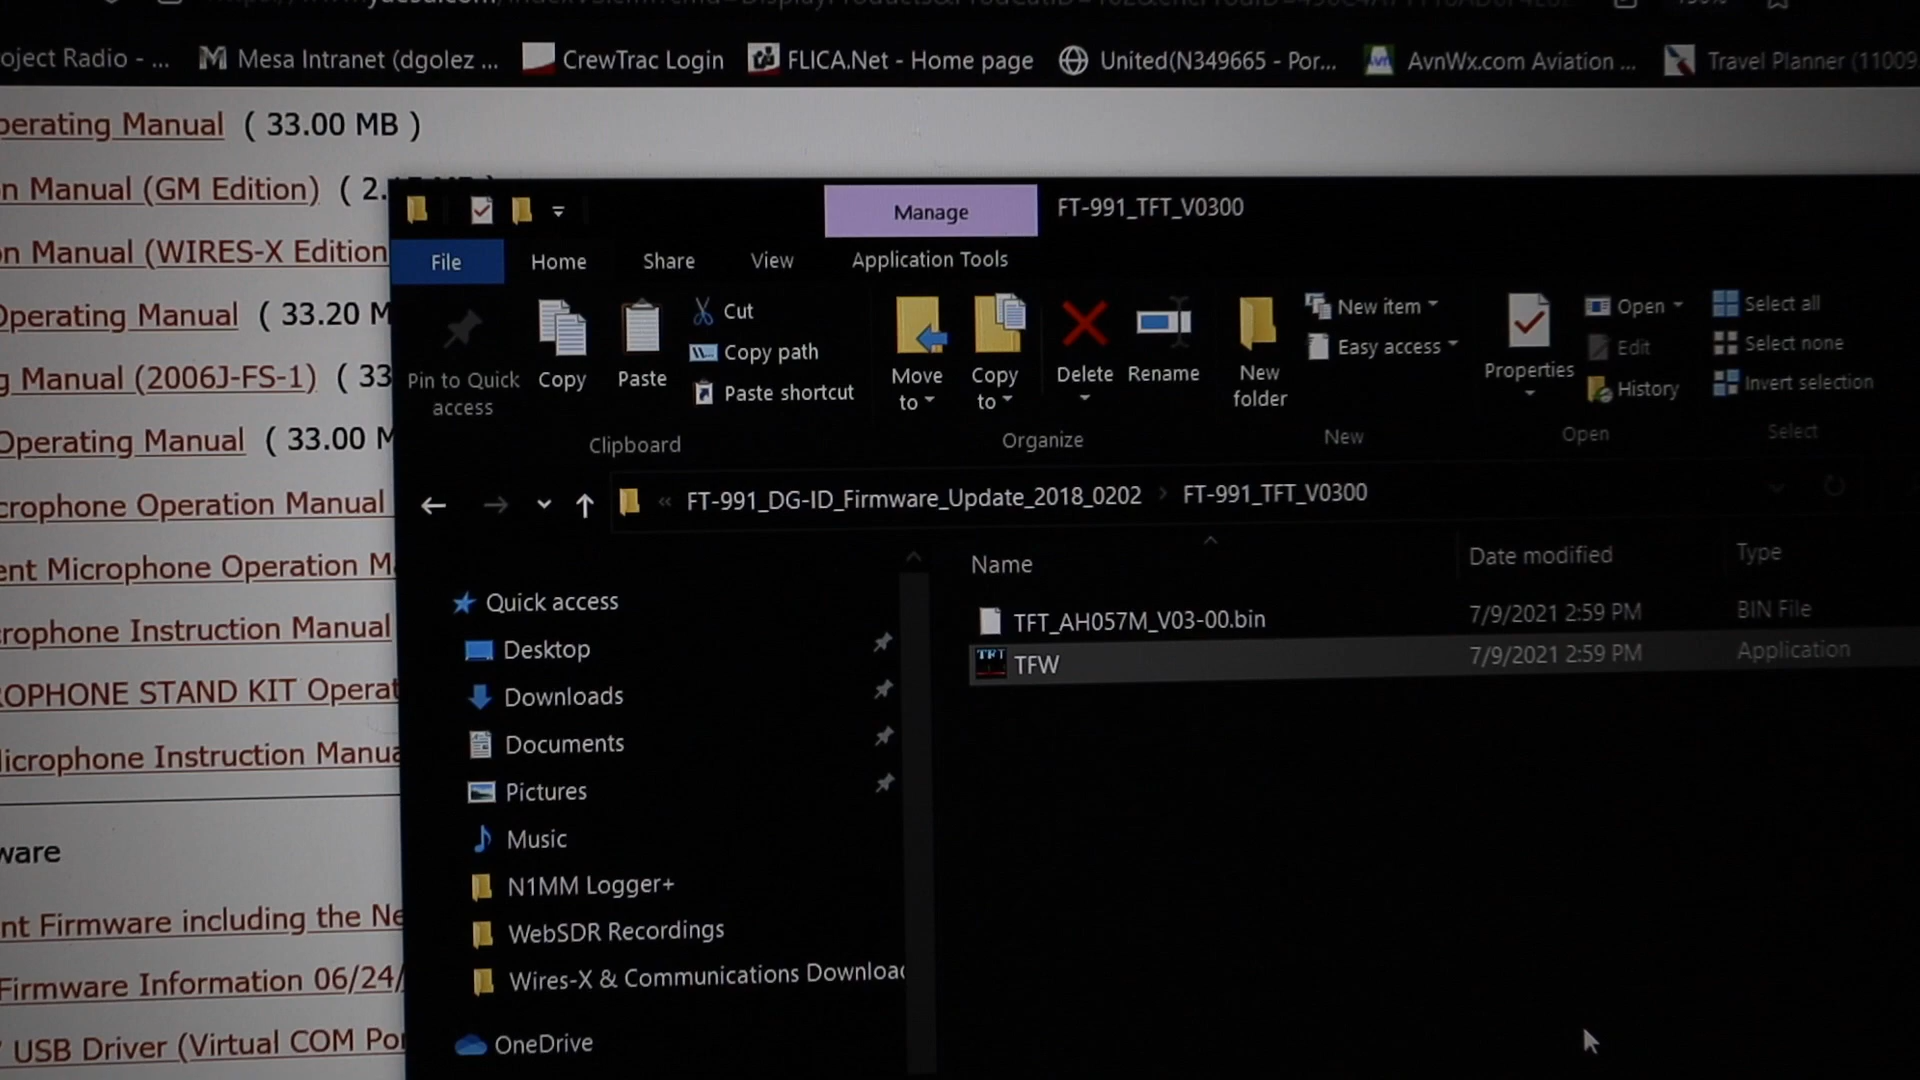 oject Radio - ... Mesa Intranet (dgolez ... CrewTrac Login FLICA.Net - Home page United(N349665 - Por... AvnWx.com Aviation ... Travel Planner (11009
perating Manual ( 33.00 MB )
n Manual (GM Edition) ( 2.
n Manual (WIRES-X Edition
Operating Manual ( 33.20 M
g Manual (2006J-FS-1) ( 33
Operating Manual ( 33.00 M
crophone Operation Manual
ent Microphone Operation M
crophone Instruction Manual
ROPHONE STAND KIT Operat
icrophone Instruction Manua
ware
nt Firmware including the Ne
Firmware Information 06/24/
USB Driver (Virtual COM Por
Manage FT-991_TFT_V0300
File Home Share View Application Tools
Pin to Quick access
Copy
Paste
Cut
Copy path
Paste shortcut
Clipboard
Move to
Copy to
Delete
Rename
Organize
New folder
New item
Easy access
New
Properties
Open
Edit
History
Open
Select all
Select none
Invert selection
Select
« FT-991_DG-ID_Firmware_Update_2018_0202 › FT-991_TFT_V0300
Quick access
Desktop
Downloads
Documents
Pictures
Music
N1MM Logger+
WebSDR Recordings
Wires-X & Communications Downloac
OneDrive
Name Date modified Type
TFT_AH057M_V03-00.bin 7/9/2021 2:59 PM BIN File
TFT
TFW 7/9/2021 2:59 PM Application